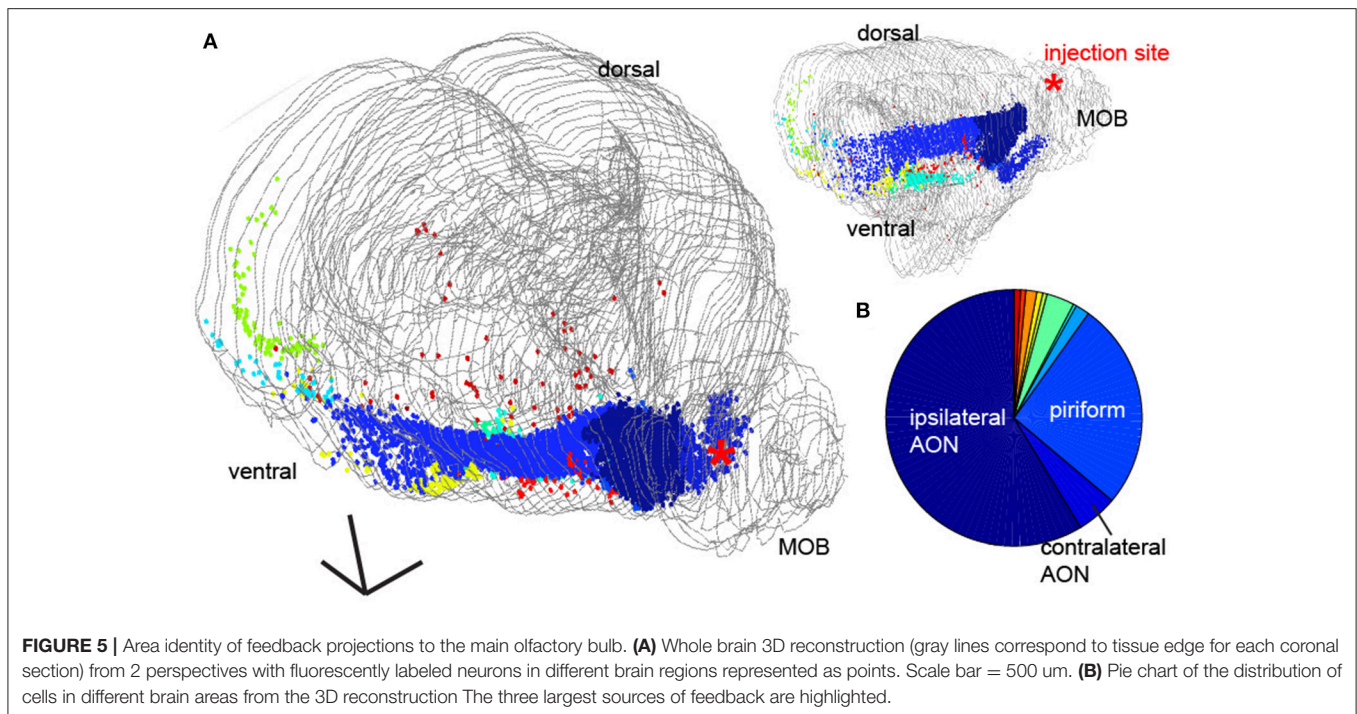 A
dorsal
ventral
MOB
dorsal
injection site
*
MOB
ventral
*
B
ipsilateral
AON
piriform
contralateral
AON
FIGURE 5 | Area identity of feedback projections to the main olfactory bulb. (A) Whole brain 3D reconstruction (gray lines correspond to tissue edge for each coronal
section) from 2 perspectives with fluorescently labeled neurons in different brain regions represented as points. Scale bar = 500 um. (B) Pie chart of the distribution of
cells in different brain areas from the 3D reconstruction The three largest sources of feedback are highlighted.